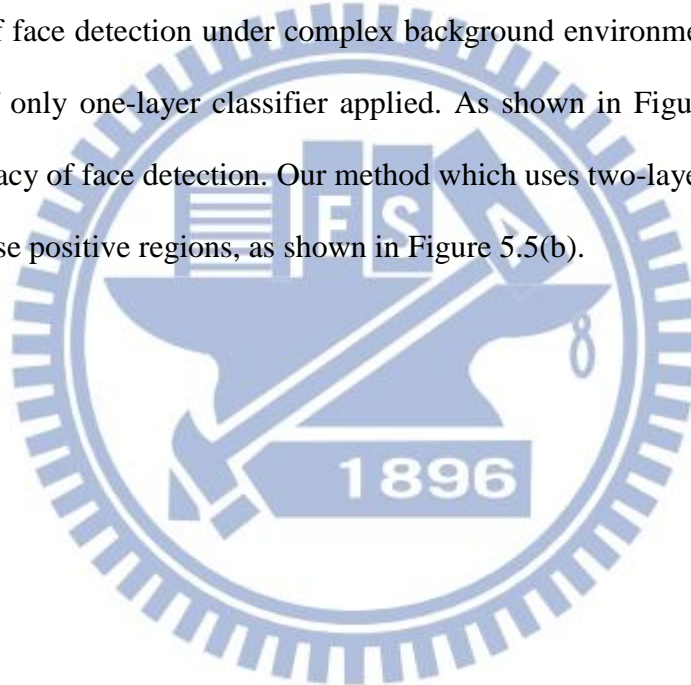 f face detection under complex background environme
only one-layer classifier applied. As shown in Figu
acy of face detection. Our method which uses two-laye
se positive regions, as shown in Figure 5.5(b).
E S A
1896